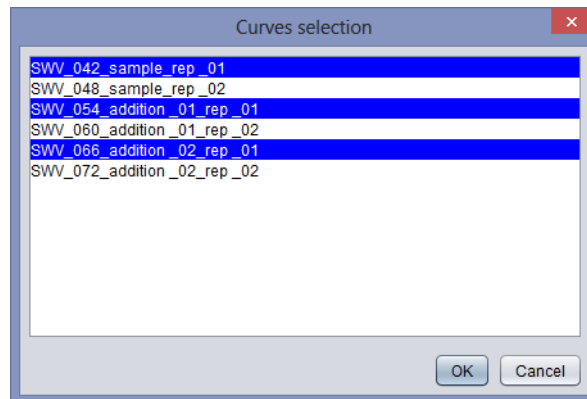 Curves selection
SWV_042_sample_rep _01
SWV_048_sample_rep _02
SWV_054_addition _01_rep _01
SWV_060_addition _01_rep _02
SWV_066_addition _02_rep _01
SWV_072_addition _02_rep _02
OK Cancel